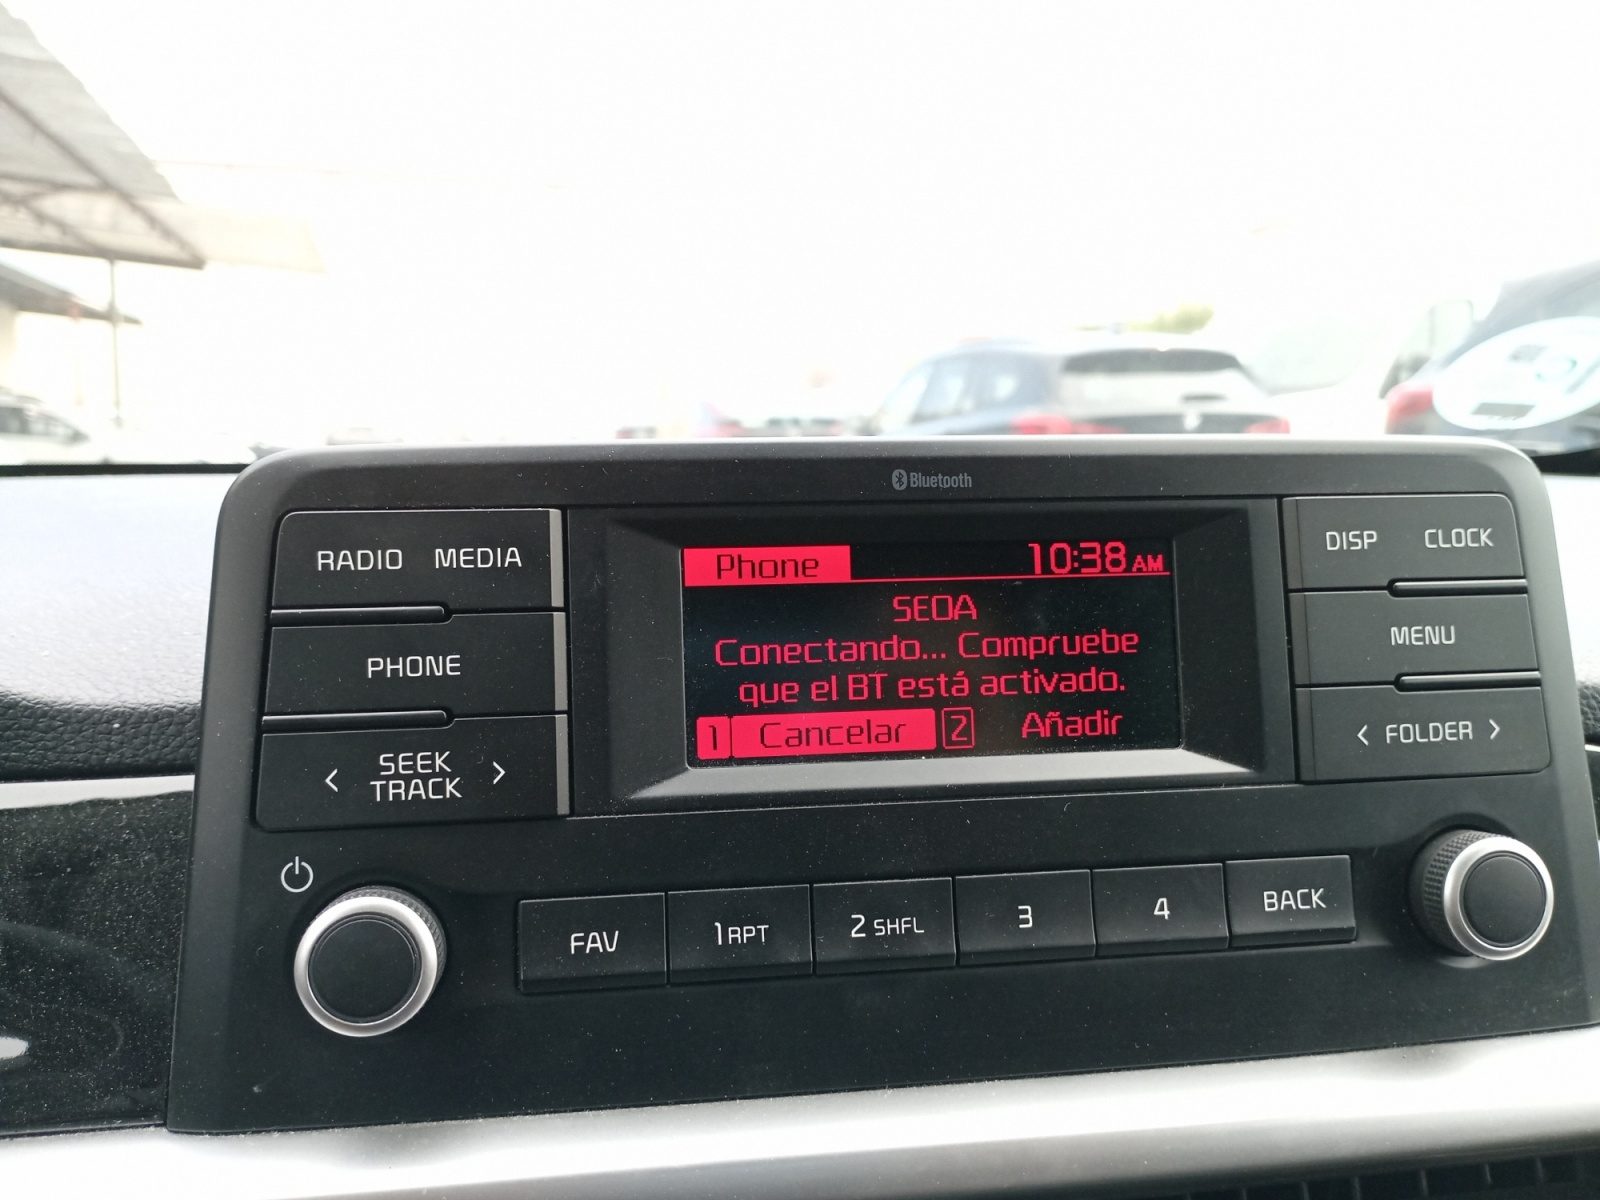 Bluetooth
RADIO MEDIA
PHONE
< SEEK TRACK >
Phone 10:38 AM
SEDA
Conectando... Compruebe
que el BT está activado.
1 Cancelar 2 Añadir
DISP CLOCK
MENU
< FOLDER >
FAV 1 RPT 2 SHFL 3 4 BACK